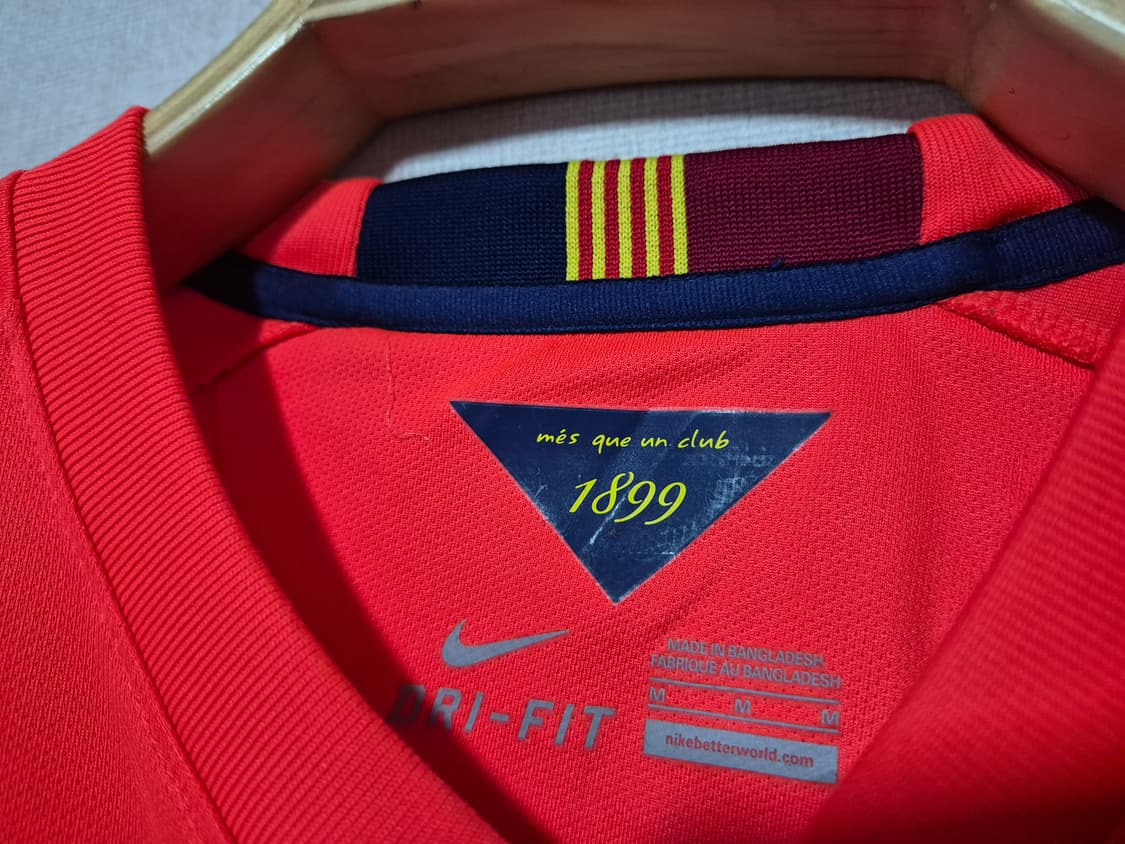 més que un club
1899
DRI-FIT
MADE IN BANGLADESH
FABRIQUE AU BANGLADESH
M M M
nikebetterworld.com